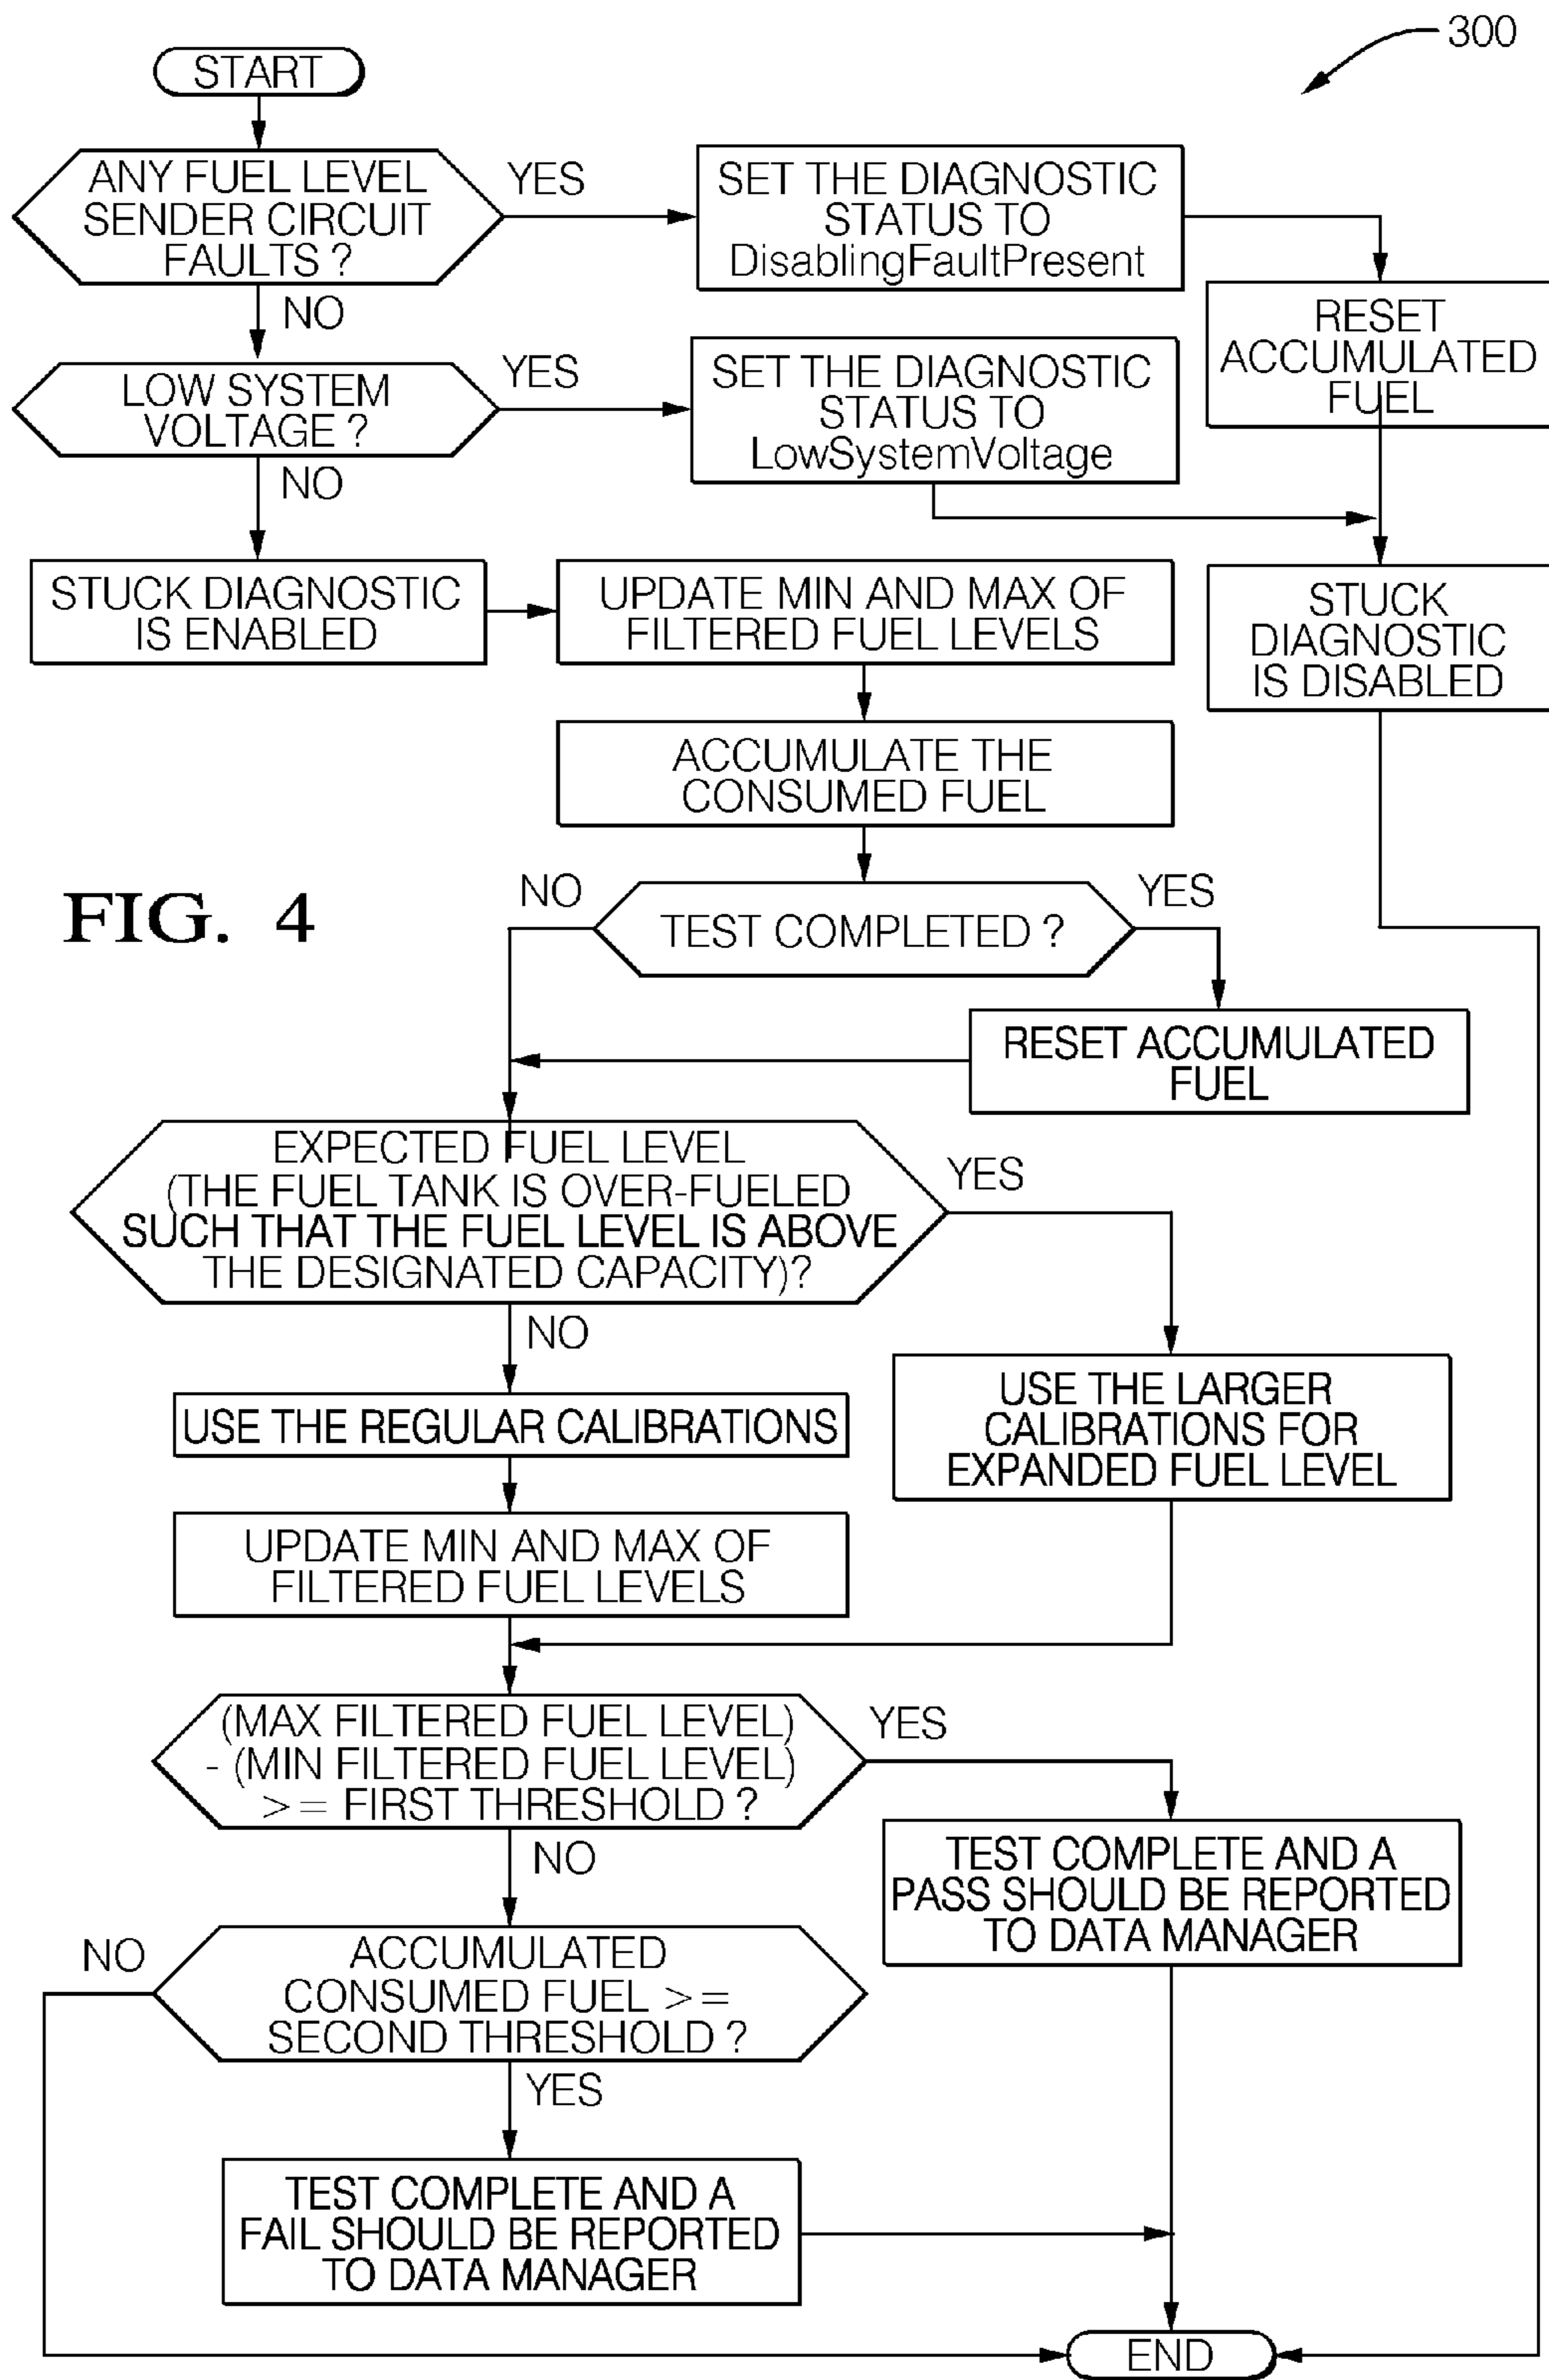 300
START
ANY FUEL LEVEL
SENDER CIRCUIT
FAULTS ?
YES
SET THE DIAGNOSTIC
STATUS TO
DisablingFaultPresent
NO
RESET
ACCUMULATED
FUEL
LOW SYSTEM
VOLTAGE ?
YES
SET THE DIAGNOSTIC
STATUS TO
LowSystemVoltage
NO
STUCK DIAGNOSTIC
IS ENABLED
UPDATE MIN AND MAX OF
FILTERED FUEL LEVELS
STUCK
DIAGNOSTIC
IS DISABLED
ACCUMULATE THE
CONSUMED FUEL
FIG. 4
NO
TEST COMPLETED ?
YES
RESET ACCUMULATED
FUEL
EXPECTED FUEL LEVEL
(THE FUEL TANK IS OVER-FUELED
SUCH THAT THE FUEL LEVEL IS ABOVE
THE DESIGNATED CAPACITY)?
YES
NO
USE THE REGULAR CALIBRATIONS
USE THE LARGER
CALIBRATIONS FOR
EXPANDED FUEL LEVEL
UPDATE MIN AND MAX OF
FILTERED FUEL LEVELS
(MAX FILTERED FUEL LEVEL)
- (MIN FILTERED FUEL LEVEL)
>= FIRST THRESHOLD ?
YES
NO
TEST COMPLETE AND A
PASS SHOULD BE REPORTED
TO DATA MANAGER
NO
ACCUMULATED
CONSUMED FUEL >=
SECOND THRESHOLD ?
YES
TEST COMPLETE AND A
FAIL SHOULD BE REPORTED
TO DATA MANAGER
END